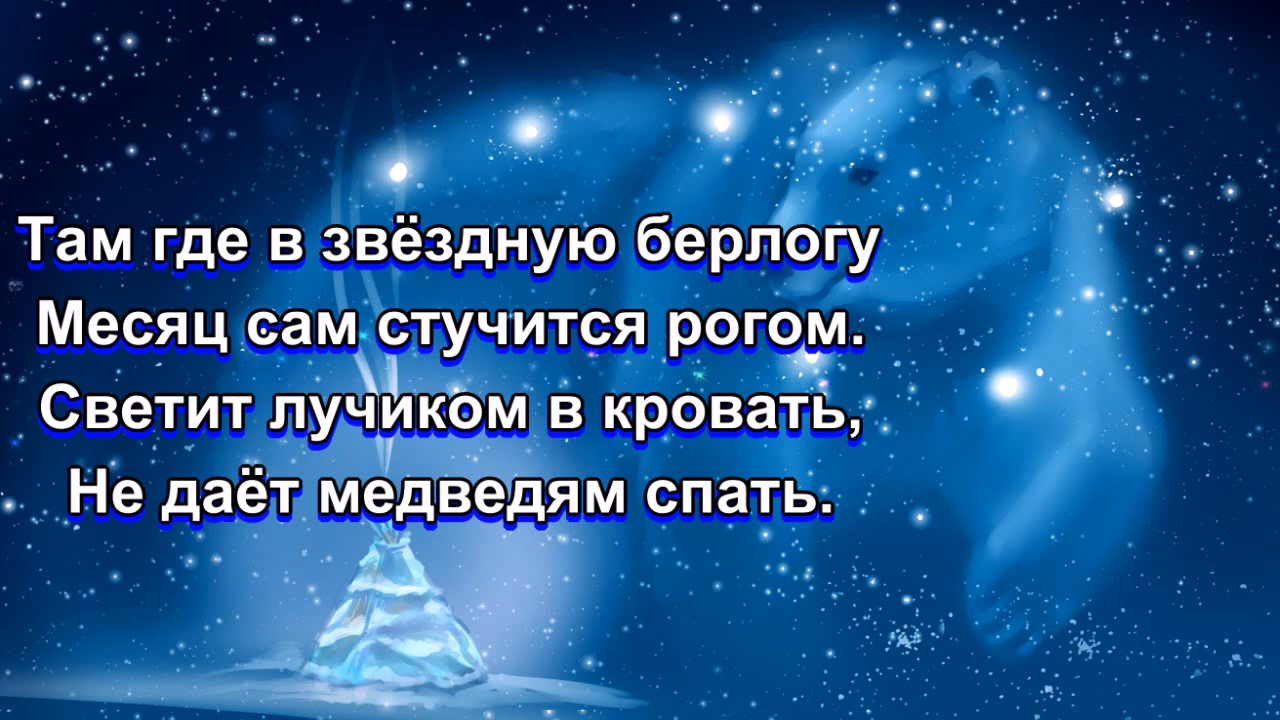 Там где в звёздную берлогу
Месяц сам стучится рогом.
Светит лучиком в кровать,
Не даёт медведям спать.